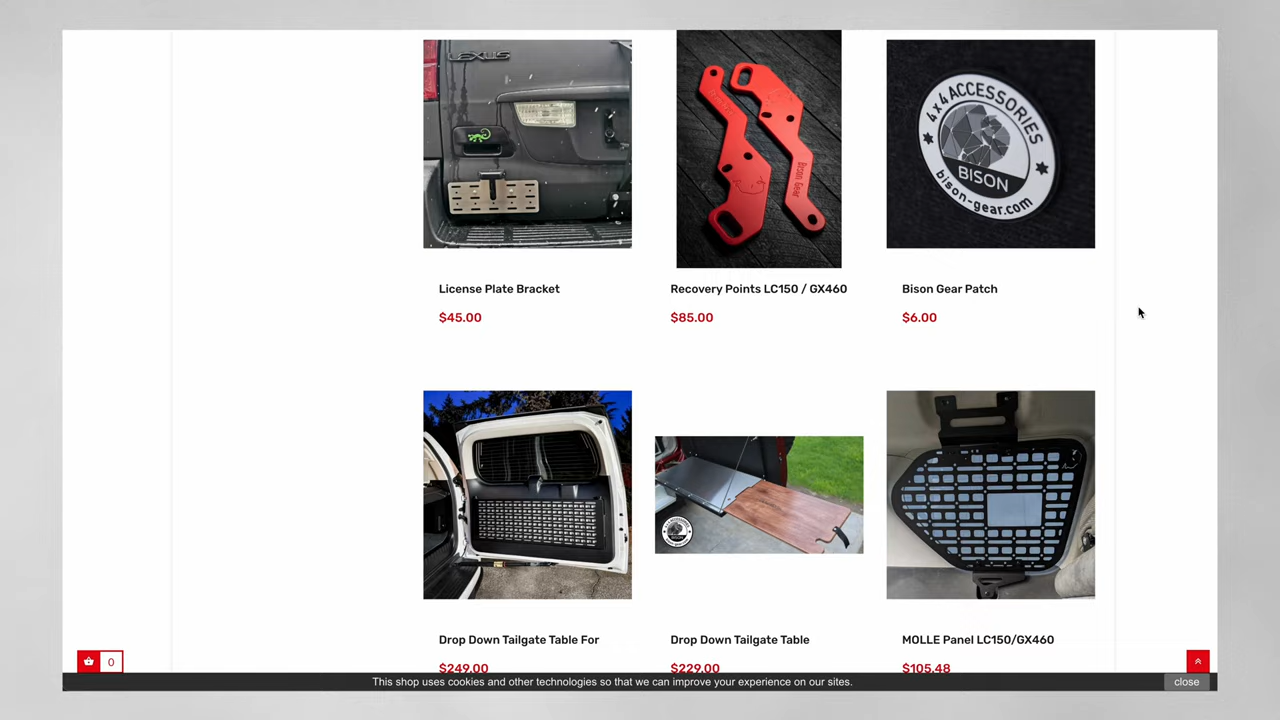 LEXUS
Bison Gear
4x4 ACCESSORIES
BISON
bison-gear.com
License Plate Bracket
Recovery Points LC150 / GX460
Bison Gear Patch
$45.00
$85.00
$6.00
BISON
Drop Down Tailgate Table For
Drop Down Tailgate Table
MOLLE Panel LC150/GX460
$249.00
$229.00
$105.48
0
This shop uses cookies and other technologies so that we can improve your experience on our sites.
close